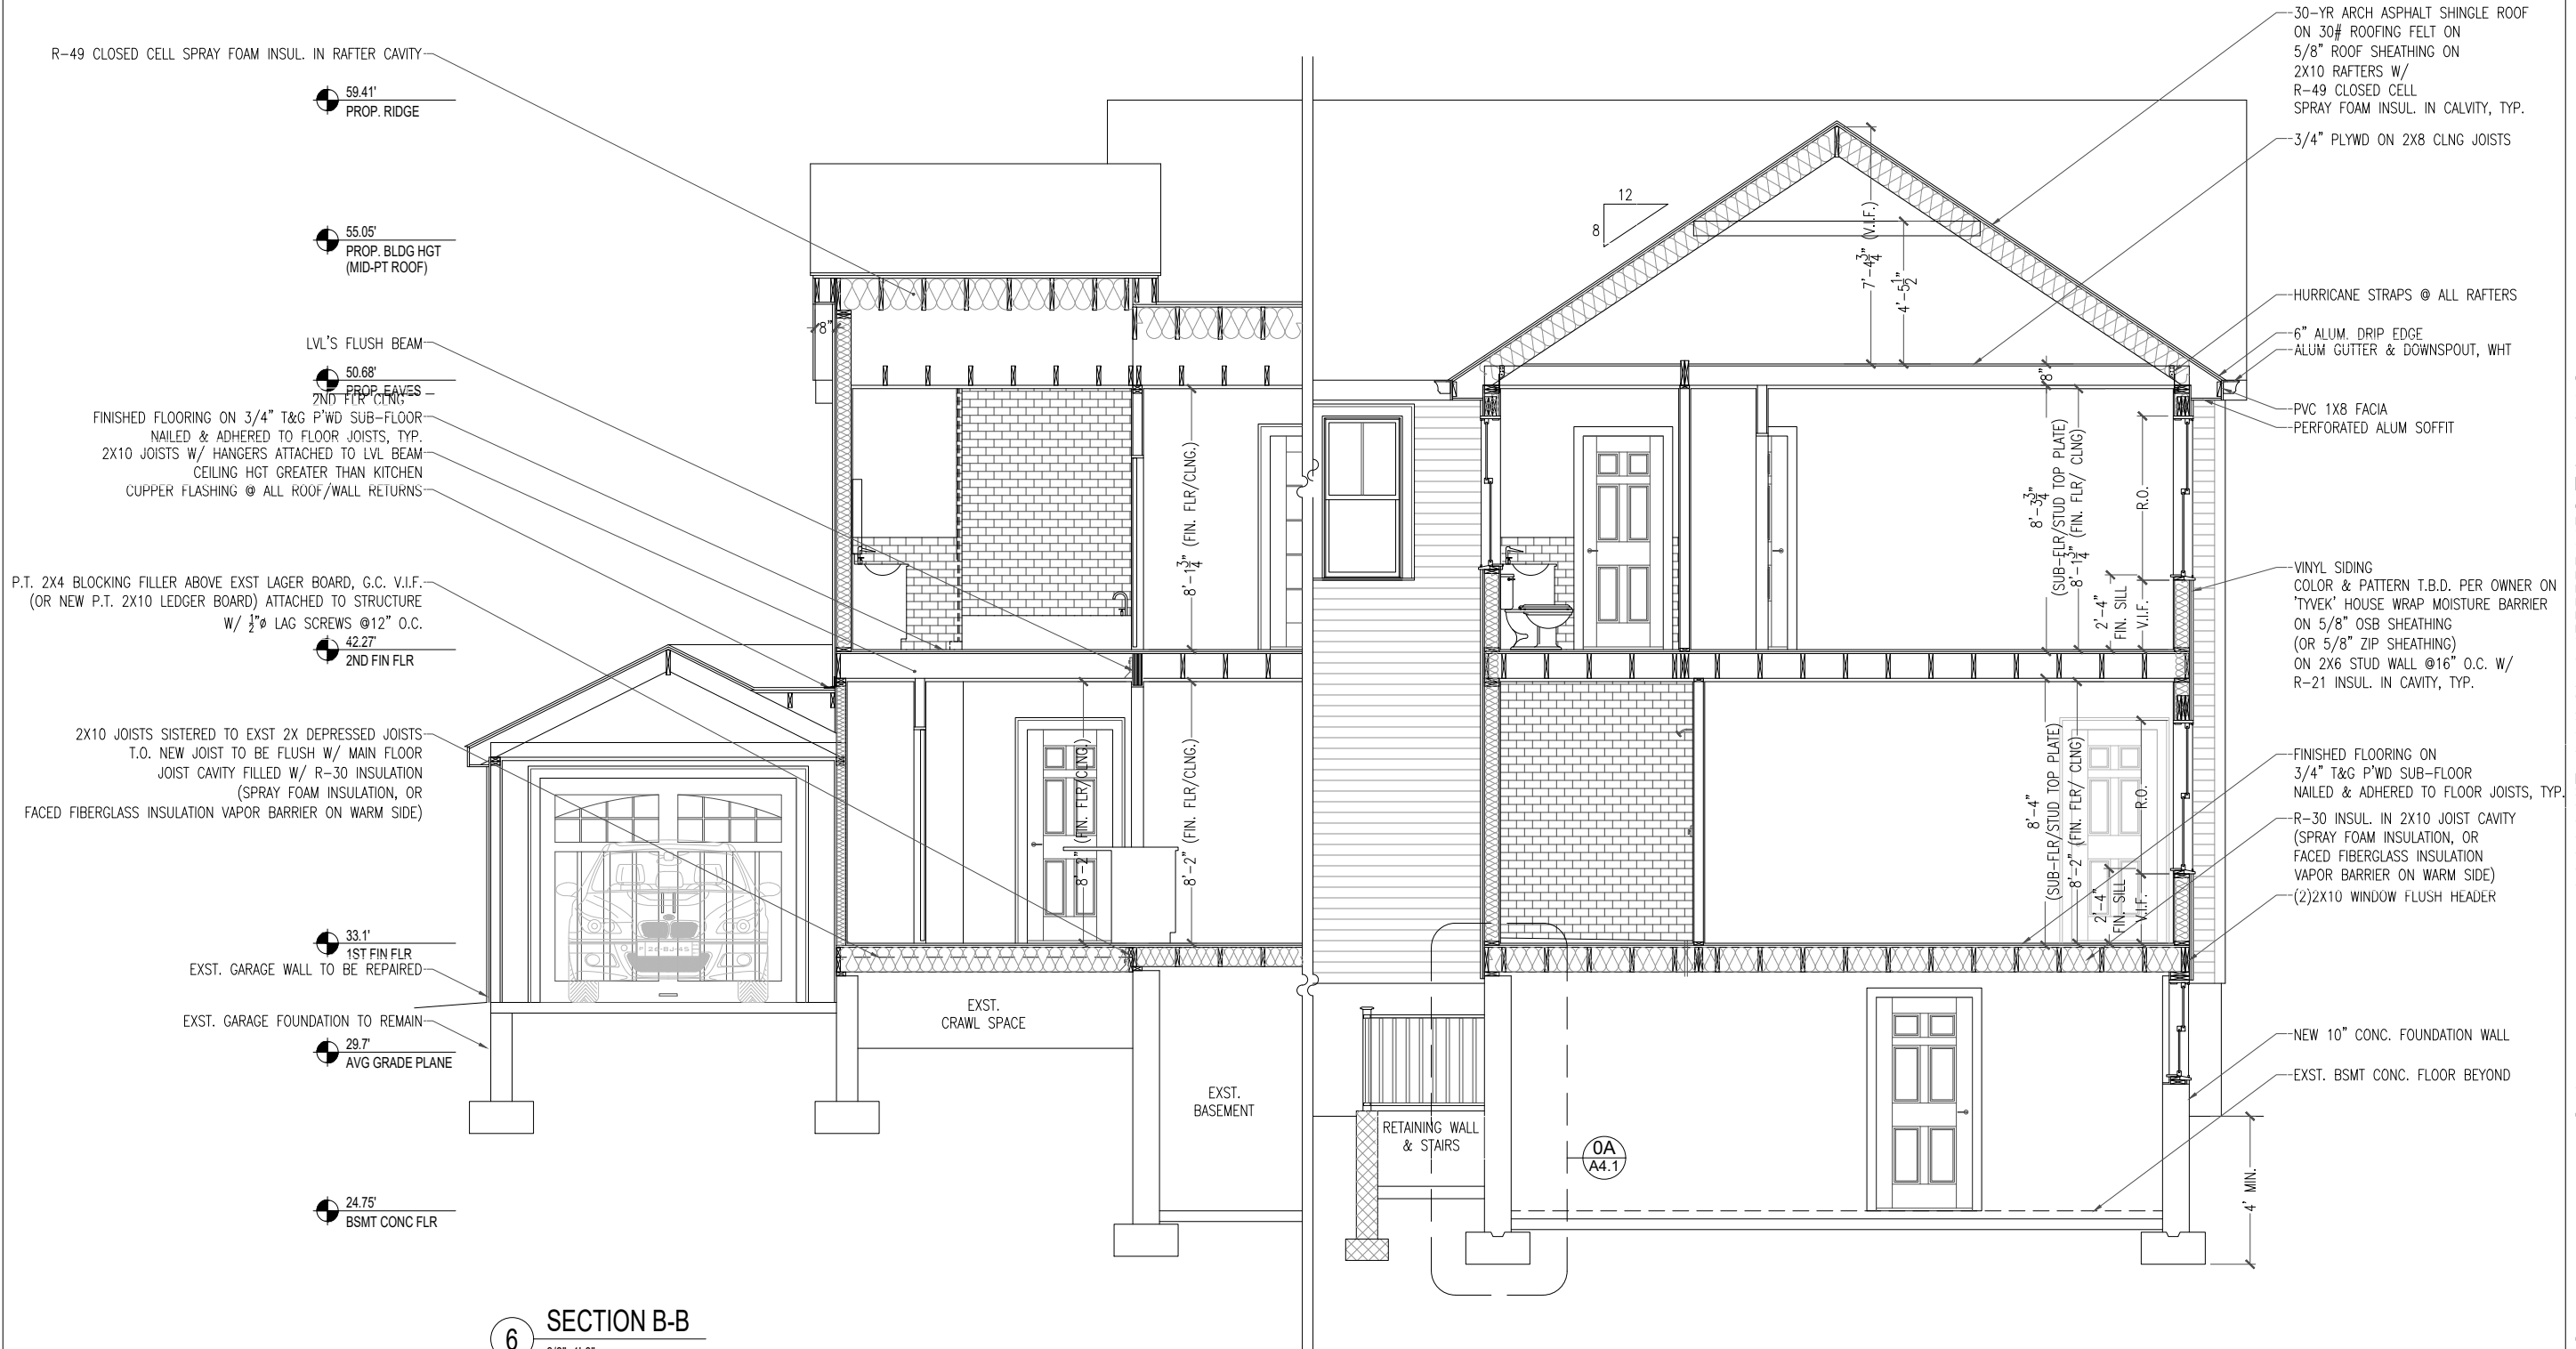 R-49 CLOSED CELL SPRAY FOAM INSUL. IN RAFTER CAVITY
59.41'
PROP. RIDGE
55.05'
PROP. BLDG HGT
(MID-PT ROOF)
LVL'S FLUSH BEAM
50.68'
PROP. EAVES
2ND FLR CLNG
FINISHED FLOORING ON 3/4" T&G P'WD SUB-FLOOR
NAILED & ADHERED TO FLOOR JOISTS, TYP.
2X10 JOISTS W/ HANGERS ATTACHED TO LVL BEAM
CEILING HGT GREATER THAN KITCHEN
CUPPER FLASHING @ ALL ROOF/WALL RETURNS
P.T. 2X4 BLOCKING FILLER ABOVE EXST LAGER BOARD, G.C. V.I.F.
(OR NEW P.T. 2X10 LEDGER BOARD) ATTACHED TO STRUCTURE
W/ 1/2"ø LAG SCREWS @12" O.C.
42.27'
2ND FIN FLR
2X10 JOISTS SISTERED TO EXST 2X DEPRESSED JOISTS
T.O. NEW JOIST TO BE FLUSH W/ MAIN FLOOR
JOIST CAVITY FILLED W/ R-30 INSULATION
(SPRAY FOAM INSULATION, OR
FACED FIBERGLASS INSULATION VAPOR BARRIER ON WARM SIDE)
33.1'
1ST FIN FLR
EXST. GARAGE WALL TO BE REPAIRED
EXST. GARAGE FOUNDATION TO REMAIN
29.7'
AVG GRADE PLANE
24.75'
BSMT CONC FLR
8"
8'-1 3/4" (FIN. FLR/CLNG.)
8'-2" (FIN. FLR/CLNG.)
8'-2" (FIN. FLR/CLNG.)
EXST.
CRAWL SPACE
EXST.
BASEMENT
6
SECTION B-B
12
8
7'-4 3/4" (V.I.F.)
4'-5 1/2"
8"
8'-3 3/4"
(SUB-FLR/STUD TOP PLATE)
8'-1 3/4" (FIN. FLR/ CLNG)
2'-4"
FIN. SILL
V.I.F.
R.O.
8'-4"
(SUB-FLR/STUD TOP PLATE)
8'-2" (FIN. FLR/ CLNG)
2'-4"
FIN. SILL
V.I.F.
R.O.
RETAINING WALL
& STAIRS
0A
A4.1
4' MIN.
30-YR ARCH ASPHALT SHINGLE ROOF
ON 30# ROOFING FELT ON
5/8" ROOF SHEATHING ON
2X10 RAFTERS W/
R-49 CLOSED CELL
SPRAY FOAM INSUL. IN CALVITY, TYP.
3/4" PLYWD ON 2X8 CLNG JOISTS
HURRICANE STRAPS @ ALL RAFTERS
6" ALUM. DRIP EDGE
ALUM GUTTER & DOWNSPOUT, WHT
PVC 1X8 FACIA
PERFORATED ALUM SOFFIT
VINYL SIDING
COLOR & PATTERN T.B.D. PER OWNER ON
'TYVEK' HOUSE WRAP MOISTURE BARRIER
ON 5/8" OSB SHEATHING
(OR 5/8" ZIP SHEATHING)
ON 2X6 STUD WALL @16" O.C. W/
R-21 INSUL. IN CAVITY, TYP.
FINISHED FLOORING ON
3/4" T&G P'WD SUB-FLOOR
NAILED & ADHERED TO FLOOR JOISTS, TYP.
R-30 INSUL. IN 2X10 JOIST CAVITY
(SPRAY FOAM INSULATION, OR
FACED FIBERGLASS INSULATION
VAPOR BARRIER ON WARM SIDE)
(2)2X10 WINDOW FLUSH HEADER
NEW 10" CONC. FOUNDATION WALL
EXST. BSMT CONC. FLOOR BEYOND